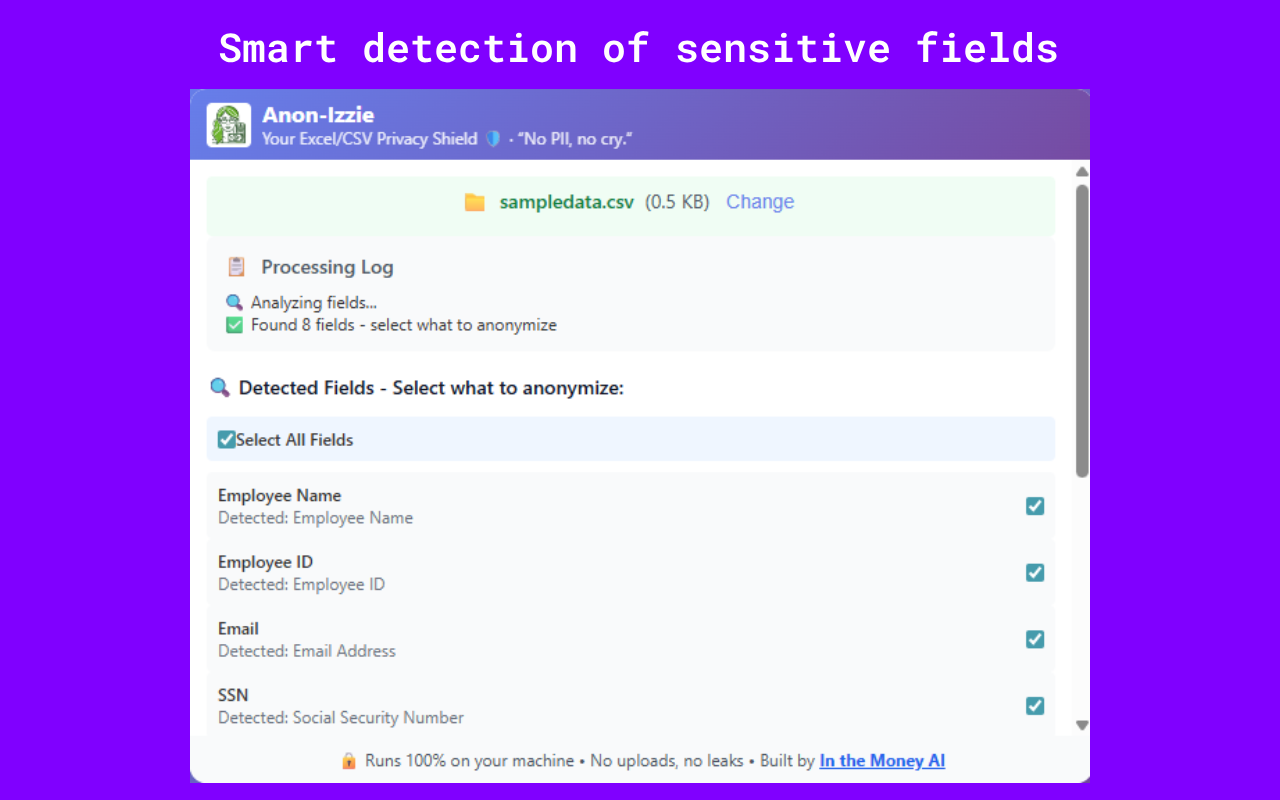 Smart detection of sensitive fields
Anon-Izzie
Your Excel/CSV Privacy Shield 🛡️ · “No PII, no cry.”
📁 sampledata.csv (0.5 KB) Change
📋 Processing Log
🔍 Analyzing fields...
✅ Found 8 fields - select what to anonymize
🔍 Detected Fields - Select what to anonymize:
Select All Fields
Employee Name
Detected: Employee Name
Employee ID
Detected: Employee ID
Email
Detected: Email Address
SSN
Detected: Social Security Number
🔒 Runs 100% on your machine • No uploads, no leaks • Built by In the Money AI